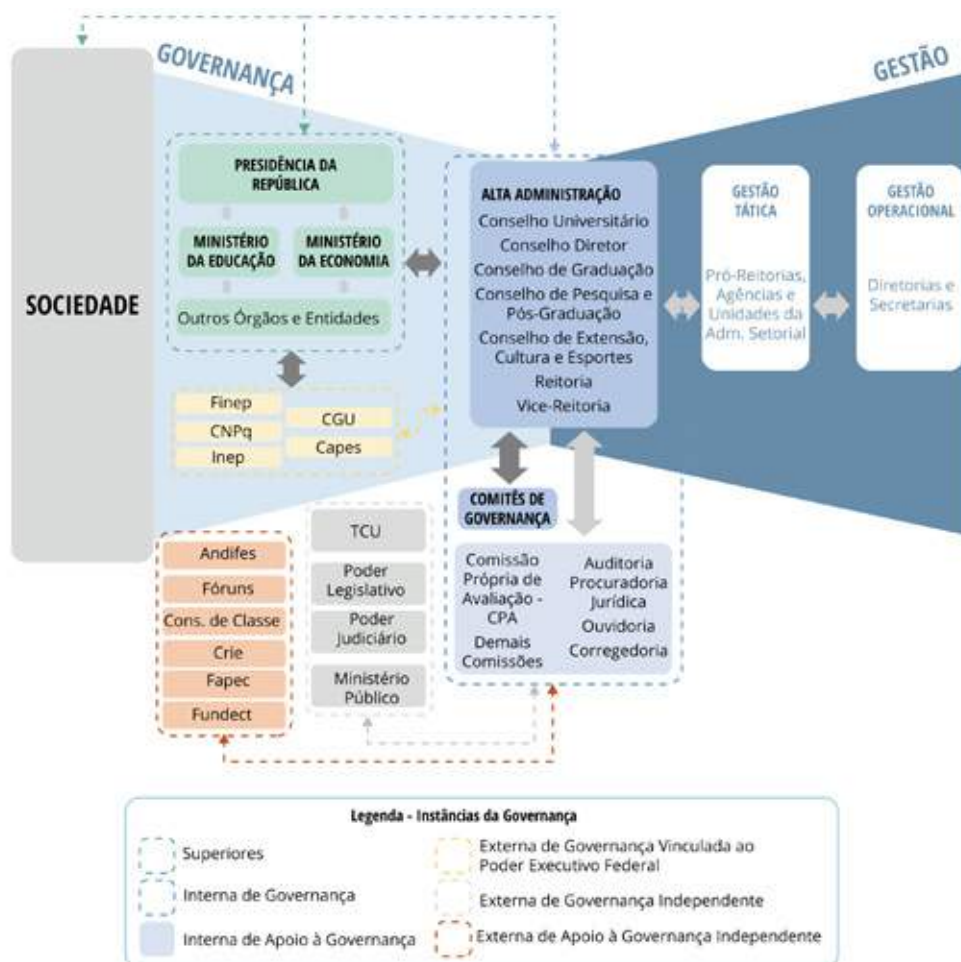 GOVERNANÇA
GESTÃO
SOCIEDADE
PRESIDÊNCIA DA
REPÚBLICA
MINISTÉRIO
DA EDUCAÇÃO
MINISTÉRIO
DA ECONOMIA
Outros Órgãos e Entidades
Finep
CNPq
Inep
CGU
Capes
ALTA ADMINISTRAÇÃO
Conselho Universitário
Conselho Diretor
Conselho de Graduação
Conselho de Pesquisa e
Pós-Graduação
Conselho de Extensão,
Cultura e Esportes
Reitoria
Vice-Reitoria
GESTÃO
TÁTICA
Pró-Reitorias,
Agências e
Unidades da
Adm. Setorial
GESTÃO
OPERACIONAL
Diretorias e
Secretarias
COMITÊS DE
GOVERNANÇA
Comissão
Própria de
Avaliação -
CPA
Demais
Comissões
Auditoria
Procuradoria
Jurídica
Ouvidoria
Corregedoria
Andifes
Fóruns
Cons. de Classe
Crie
Fapec
Fundect
TCU
Poder
Legislativo
Poder
Judiciário
Ministério
Público
Legenda - Instâncias da Governança
Superiores
Interna de Governança
Interna de Apoio à Governança
Externa de Governança Vinculada ao
Poder Executivo Federal
Externa de Governança Independente
Externa de Apoio à Governança Independente